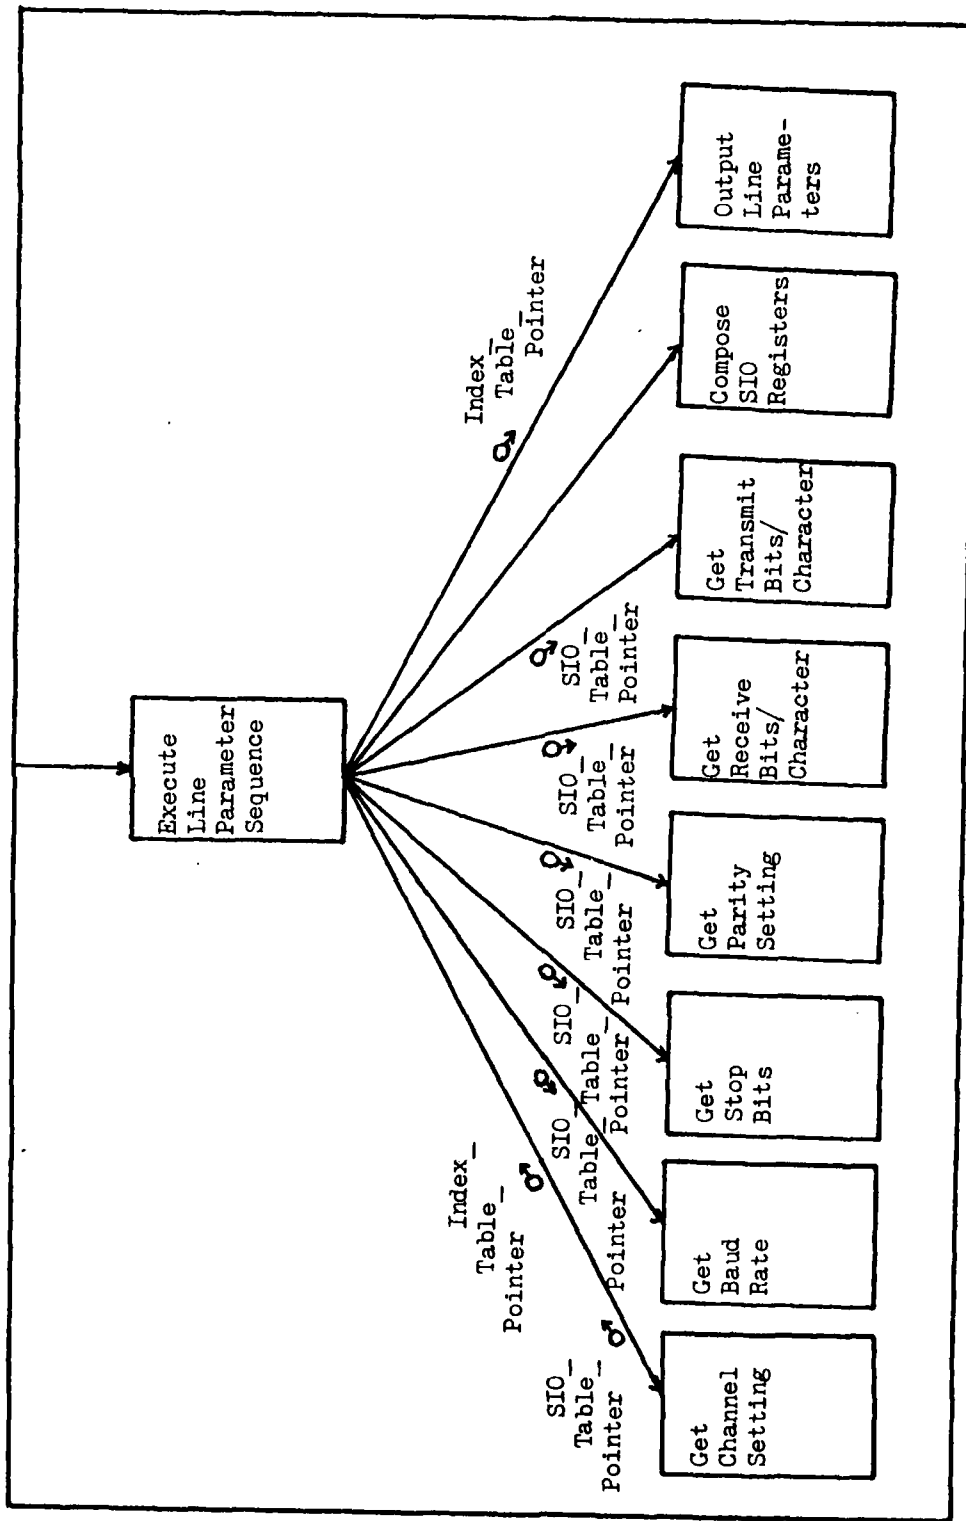 Execute
Line
Parameter
Sequence
Index_
Table_
Pointer
SIO_
Table_
Pointer
SIO_
Table_
Pointer
SIO_
Table_
Pointer
SIO_
Table_
Pointer
SIO_
Table_
Pointer
SIO_
Table_
Pointer
Index_
Table_
Pointer
Get
Channel
Setting
Get
Baud
Rate
Get
Stop
Bits
Get
Parity
Setting
Get
Receive
Bits/
Character
Get
Transmit
Bits/
Character
Compose
SIO
Registers
Output
Line
Parame-
ters